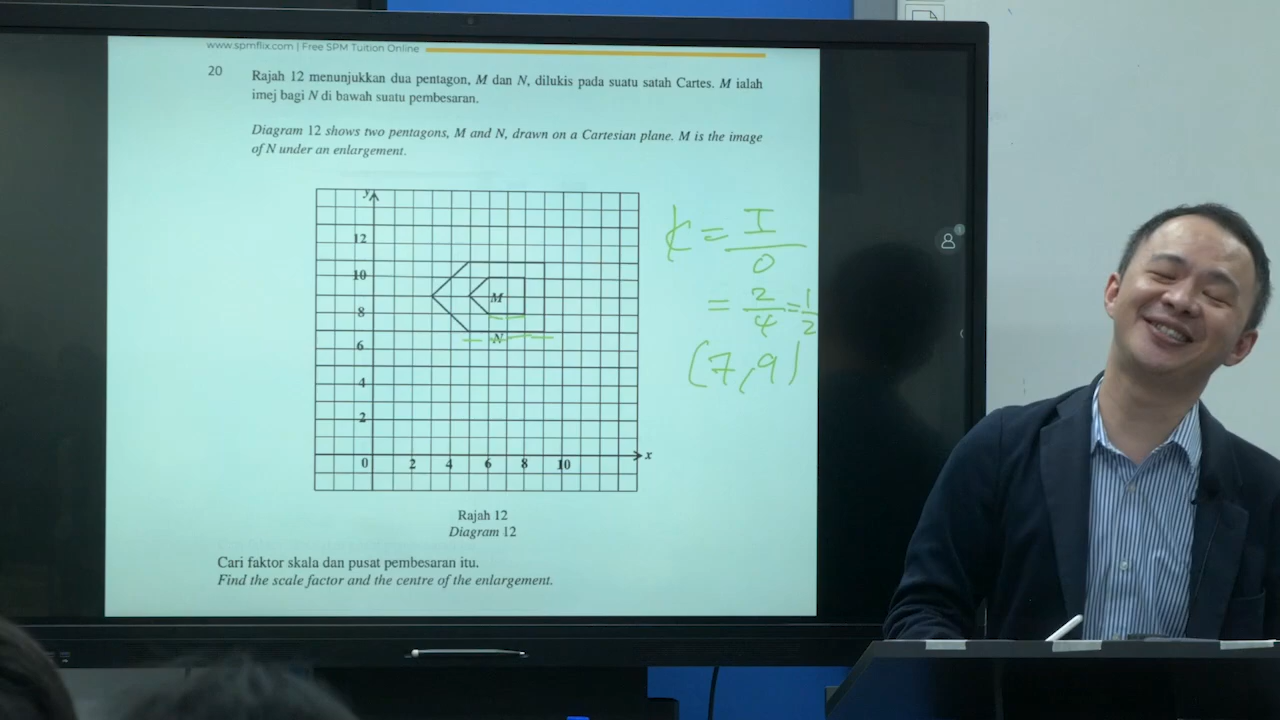 www.spmflix.com | Free SPM Tuition Online
20
Rajah 12 menunjukkan dua pentagon, M dan N, dilukis pada suatu satah Cartes. M ialah
imej bagi N di bawah suatu pembesaran.
Diagram 12 shows two pentagons, M and N, drawn on a Cartesian plane. M is the image
of N under an enlargement.
y
12
10
8
6
4
2
0 2 4 6 8 10 x
M
N
k = I/0
= 2/4 = 1/2
(7,9)
Rajah 12
Diagram 12
Cari faktor skala dan pusat pembesaran itu.
Find the scale factor and the centre of the enlargement.
1